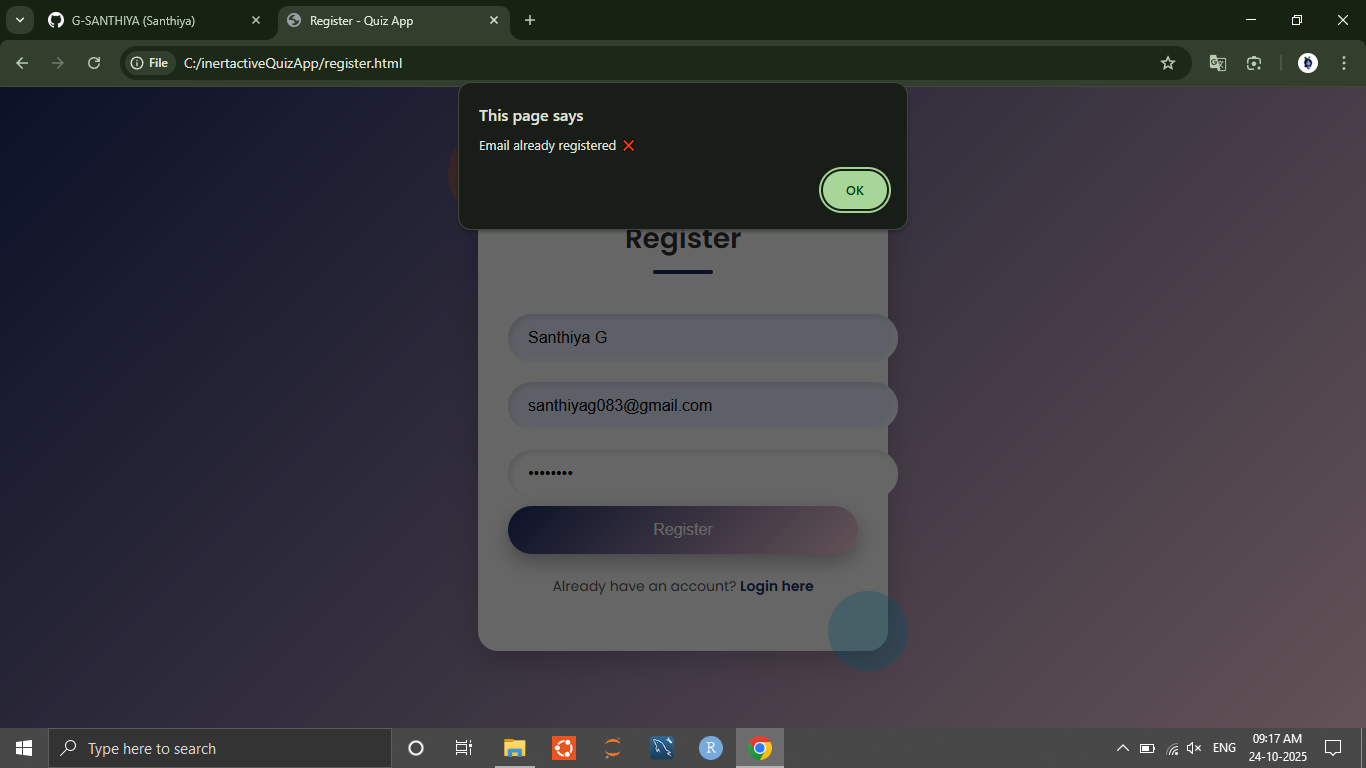 G-SANTHIYA (Santhiya)
Register - Quiz App
File
C:/inertactiveQuizApp/register.html
This page says
Email already registered ❌
OK
Register
Santhiya G
santhiyag083@gmail.com
••••••••
Register
Already have an account? Login here
Type here to search
R
ENG
09:17 AM
24-10-2025